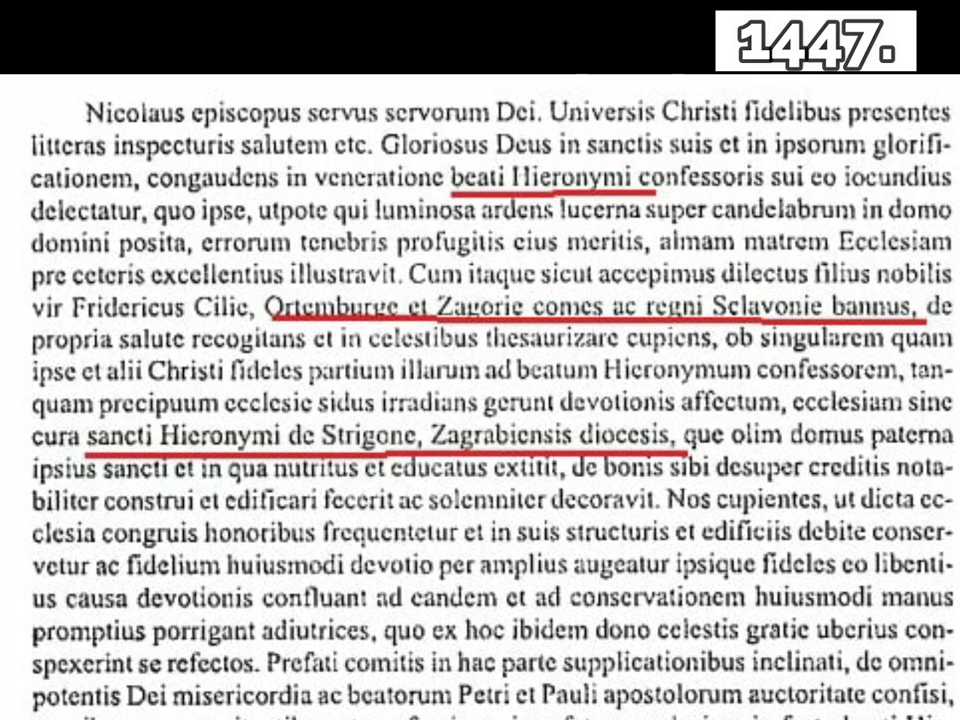 1447.
Nicolaus episcopus servus servorum Dei. Universis Christi fidelibus presentes
litteras inspecturis salutem etc. Gloriosus Deus in sanctis suis et in ipsorum glorifi-
cationem, congaudens in veneratione beati Hieronymi confessoris sui eo iocundius
delectatur, quo ipse, utpote qui luminosa ardens lucerna super candelabrum in domo
domini posita, errorum tenebris profugitis eius meritis, almam matrem Ecclesiam
pre ceteris excellentius illustravit. Cum itaque sicut accepimus dilectus filius nobilis
vir Fridericus Cilie, Ortemburge et Zagorie comes ac regni Sclavonie bannus, de
propria salute recogitans et in celestibus thesaurizare cupiens, ob singularem quam
ipse et alii Christi fideles partium illarum ad beatum Hieronymum confessorem, tan-
quam precipuum ecclesie sidus irradians gerunt devotionis affectum, ecclesiam sine
cura sancti Hieronymi de Strigone, Zagrabiensis diocesis, que olim domus paterna
ipsius sancti et in qua nutritus et educatus extitit, de bonis sibi desuper creditis nota-
biliter construi et edificari fecerit ac solemniter decoravit. Nos cupientes, ut dicta ec-
clesia congruis honoribus frequentetur et in suis structuris et edificiis debite conser-
vetur ac fidelium huiusmodi devotio per amplius augeatur ipsique fideles eo libenti-
us causa devotionis confluant ad eandem et ad conservationem huiusmodi manus
promptius porrigant adiutrices, quo ex hoc ibidem dono celestis gratie uberius con-
spexerint se refectos. Prefati comitis in hac parte supplicationibus inclinati, de omni-
potentis Dei misericordia ac beatorum Petri et Pauli apostolorum auctoritate confisi,